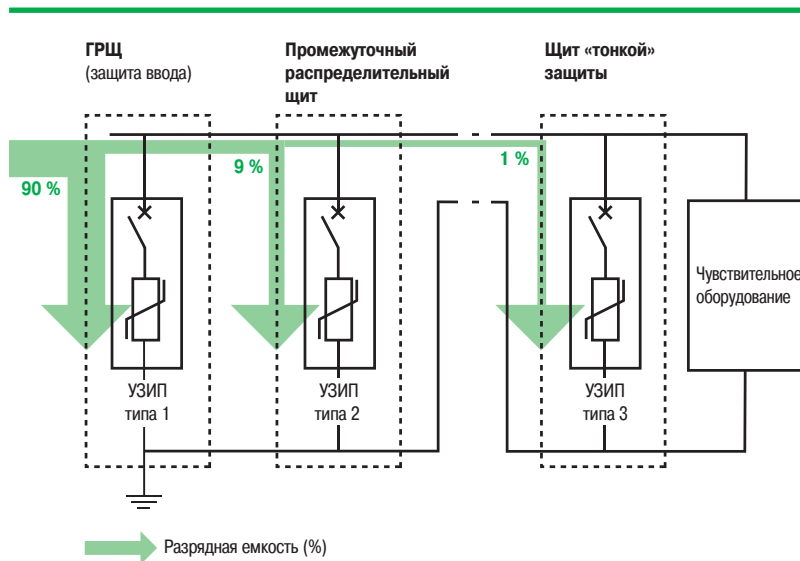 ГРЩ
(защита ввода)
Промежуточный
распределительный
щит
Щит «тонкой»
защиты
90 %
9 %
1 %
УЗИП
типа 1
УЗИП
типа 2
УЗИП
типа 3
Чувствительное
оборудование
Разрядная емкость (%)